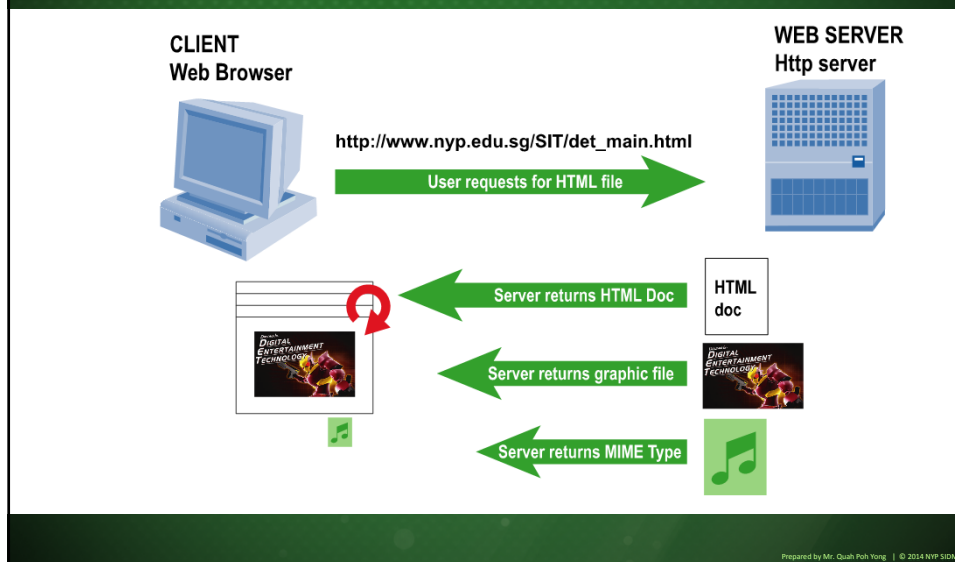 CLIENT
Web Browser
WEB SERVER
Http server
http://www.nyp.edu.sg/SIT/det_main.html
User requests for HTML file
Server returns HTML Doc
HTML
doc
DIGITAL
ENTERTAINMENT
TECHNOLOGY
Server returns graphic file
DIGITAL
ENTERTAINMENT
TECHNOLOGY
Server returns MIME Type
Prepared by Mr. Quah Poh Yong | © 2014 NYP SIDM